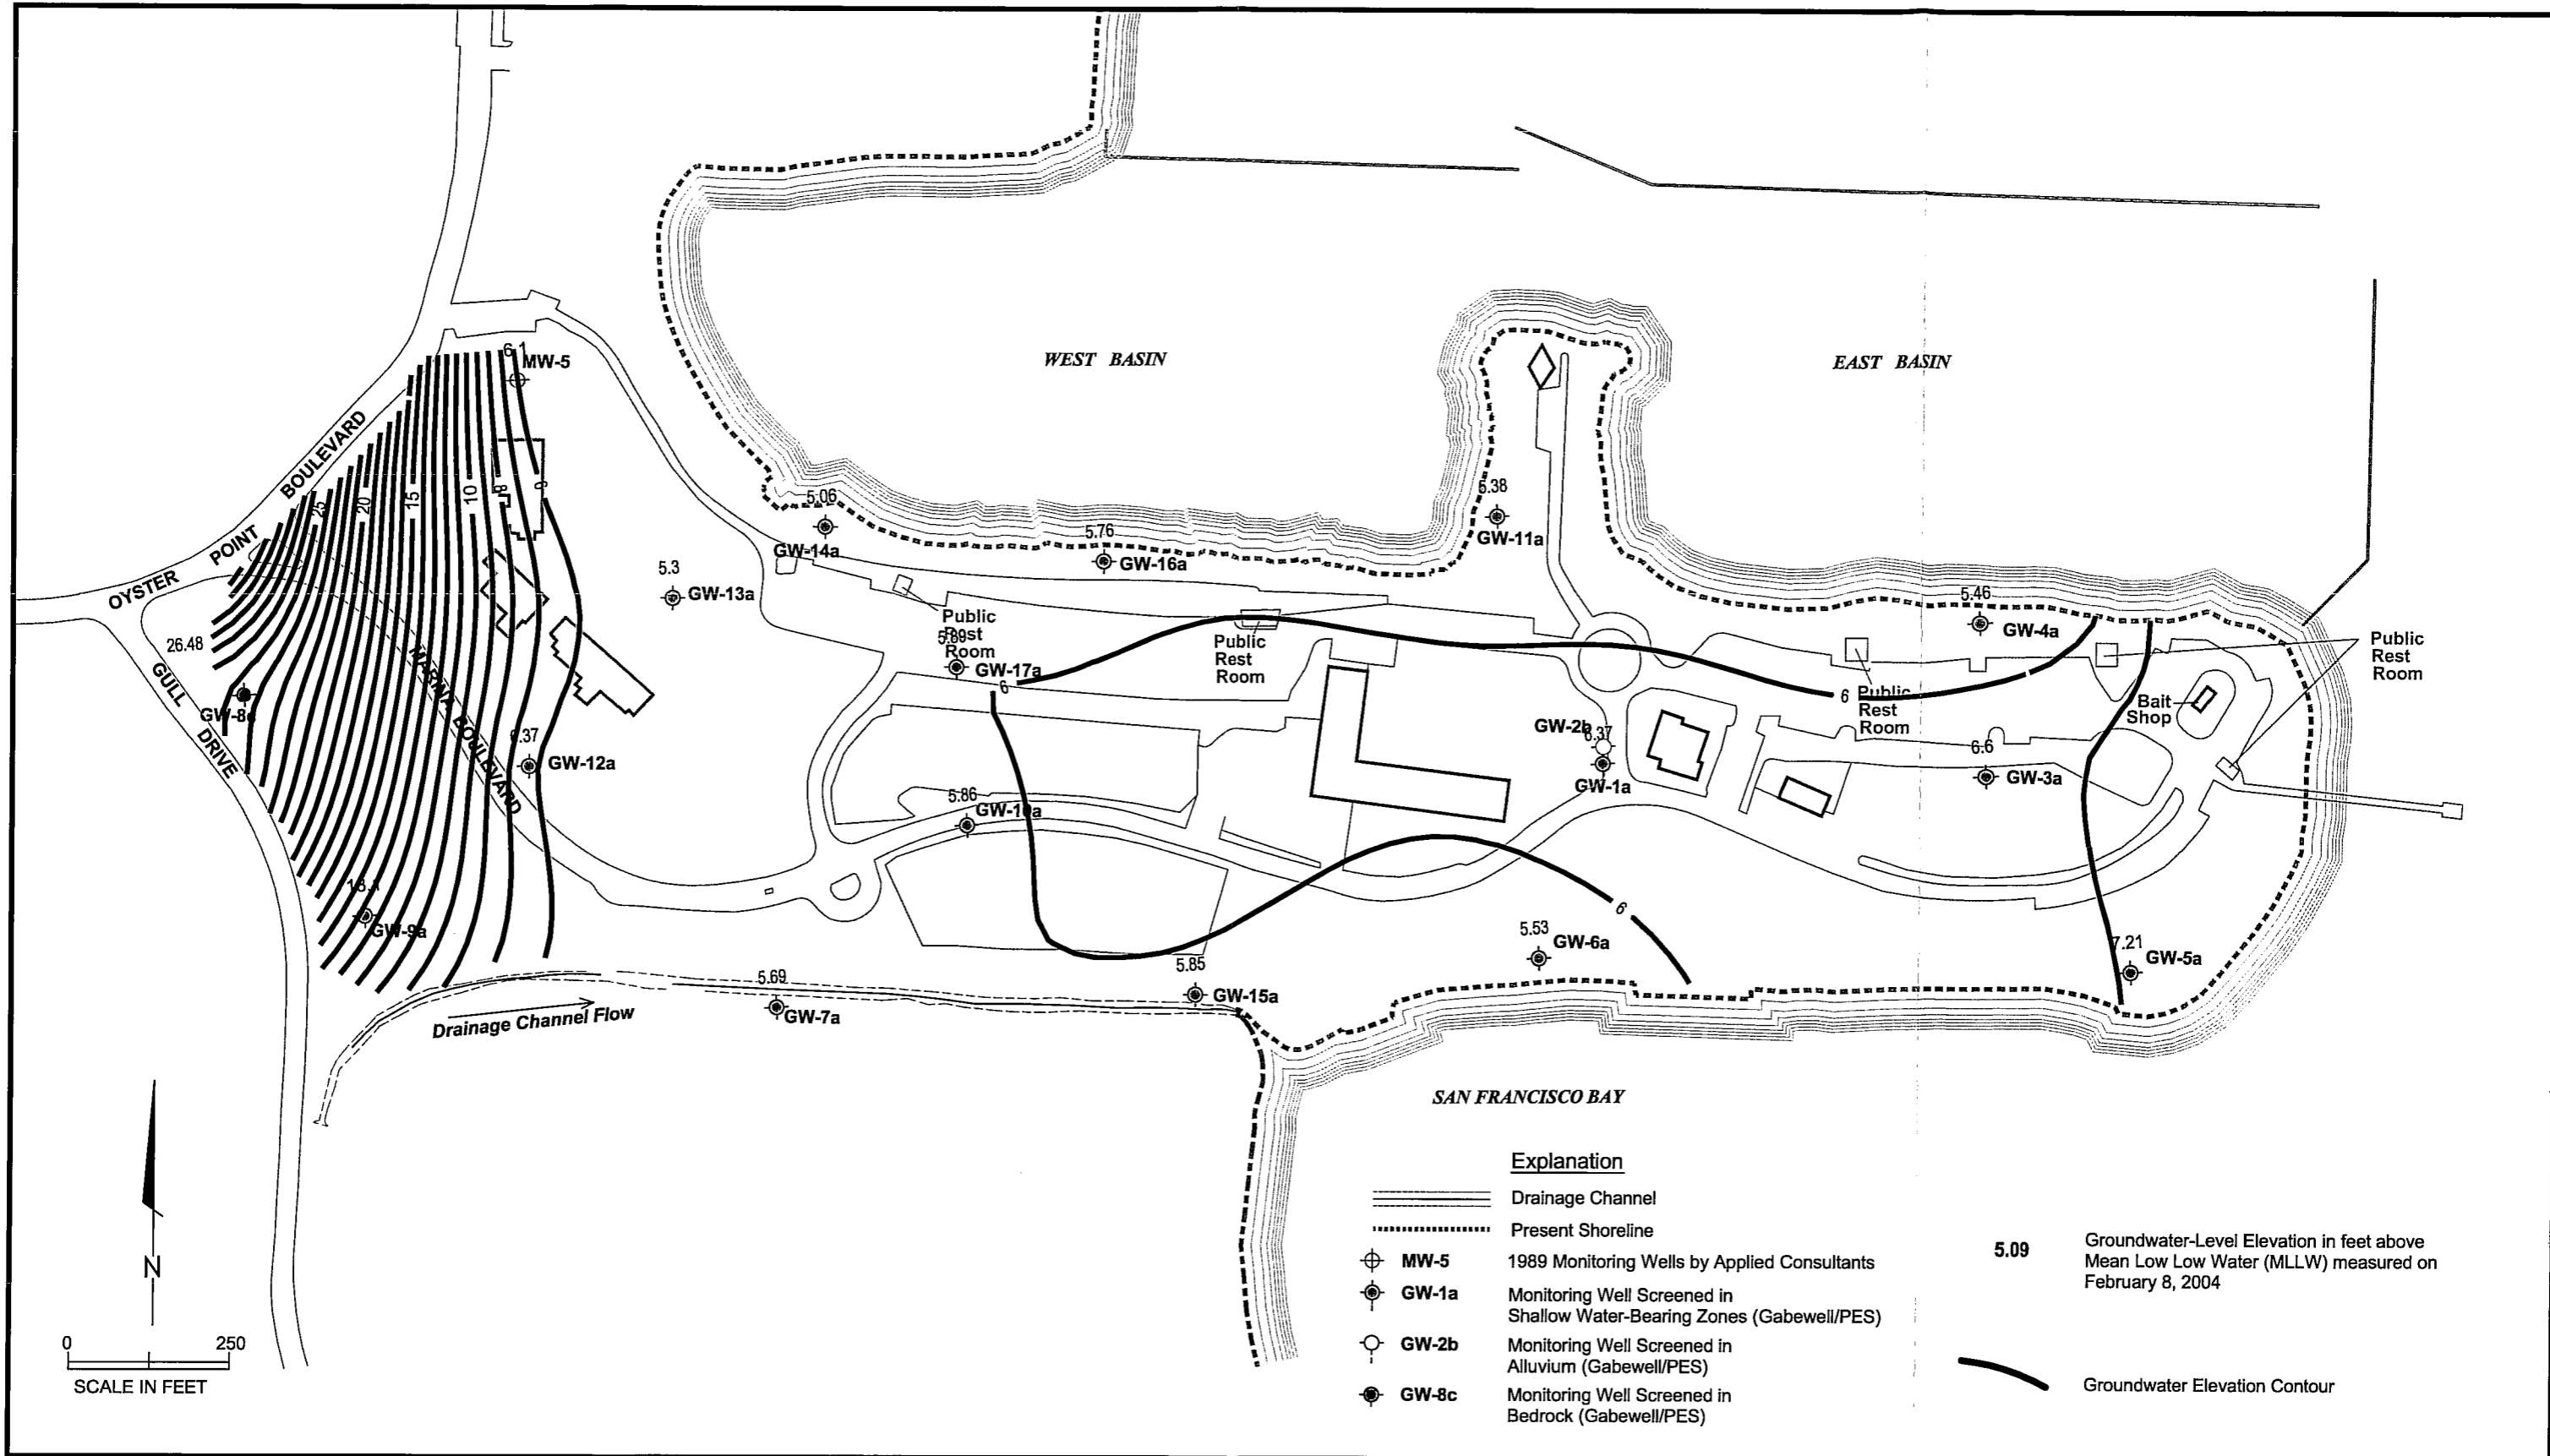 6.1
MW-5
WEST BASIN
EAST BASIN
BOULEVARD
POINT
OYSTER
25
20
15
10
8
6
5.06
GW-14a
5.76
GW-16a
5.38
GW-11a
5.3
GW-13a
5.46
GW-4a
26.48
GW-8c
GULL
DRIVE
MARINA BOULEVARD
Public
Rest
Room
5.89
GW-17a
6
Public
Rest
Room
6
Public
Rest
Room
Public
Rest
Room
Bait
Shop
6.37
GW-12a
GW-2b
6.37
GW-1a
6.6
GW-3a
5.86
GW-10a
GW-9a
6
5.53
GW-6a
7.21
GW-5a
5.69
GW-7a
5.85
GW-15a
Drainage Channel Flow
SAN FRANCISCO BAY
N
0 250
SCALE IN FEET
Explanation
Drainage Channel
Present Shoreline
MW-5 1989 Monitoring Wells by Applied Consultants
GW-1a Monitoring Well Screened in
Shallow Water-Bearing Zones (Gabewell/PES)
GW-2b Monitoring Well Screened in
Alluvium (Gabewell/PES)
GW-8c Monitoring Well Screened in
Bedrock (Gabewell/PES)
5.09 Groundwater-Level Elevation in feet above
Mean Low Low Water (MLLW) measured on
February 8, 2004
Groundwater Elevation Contour